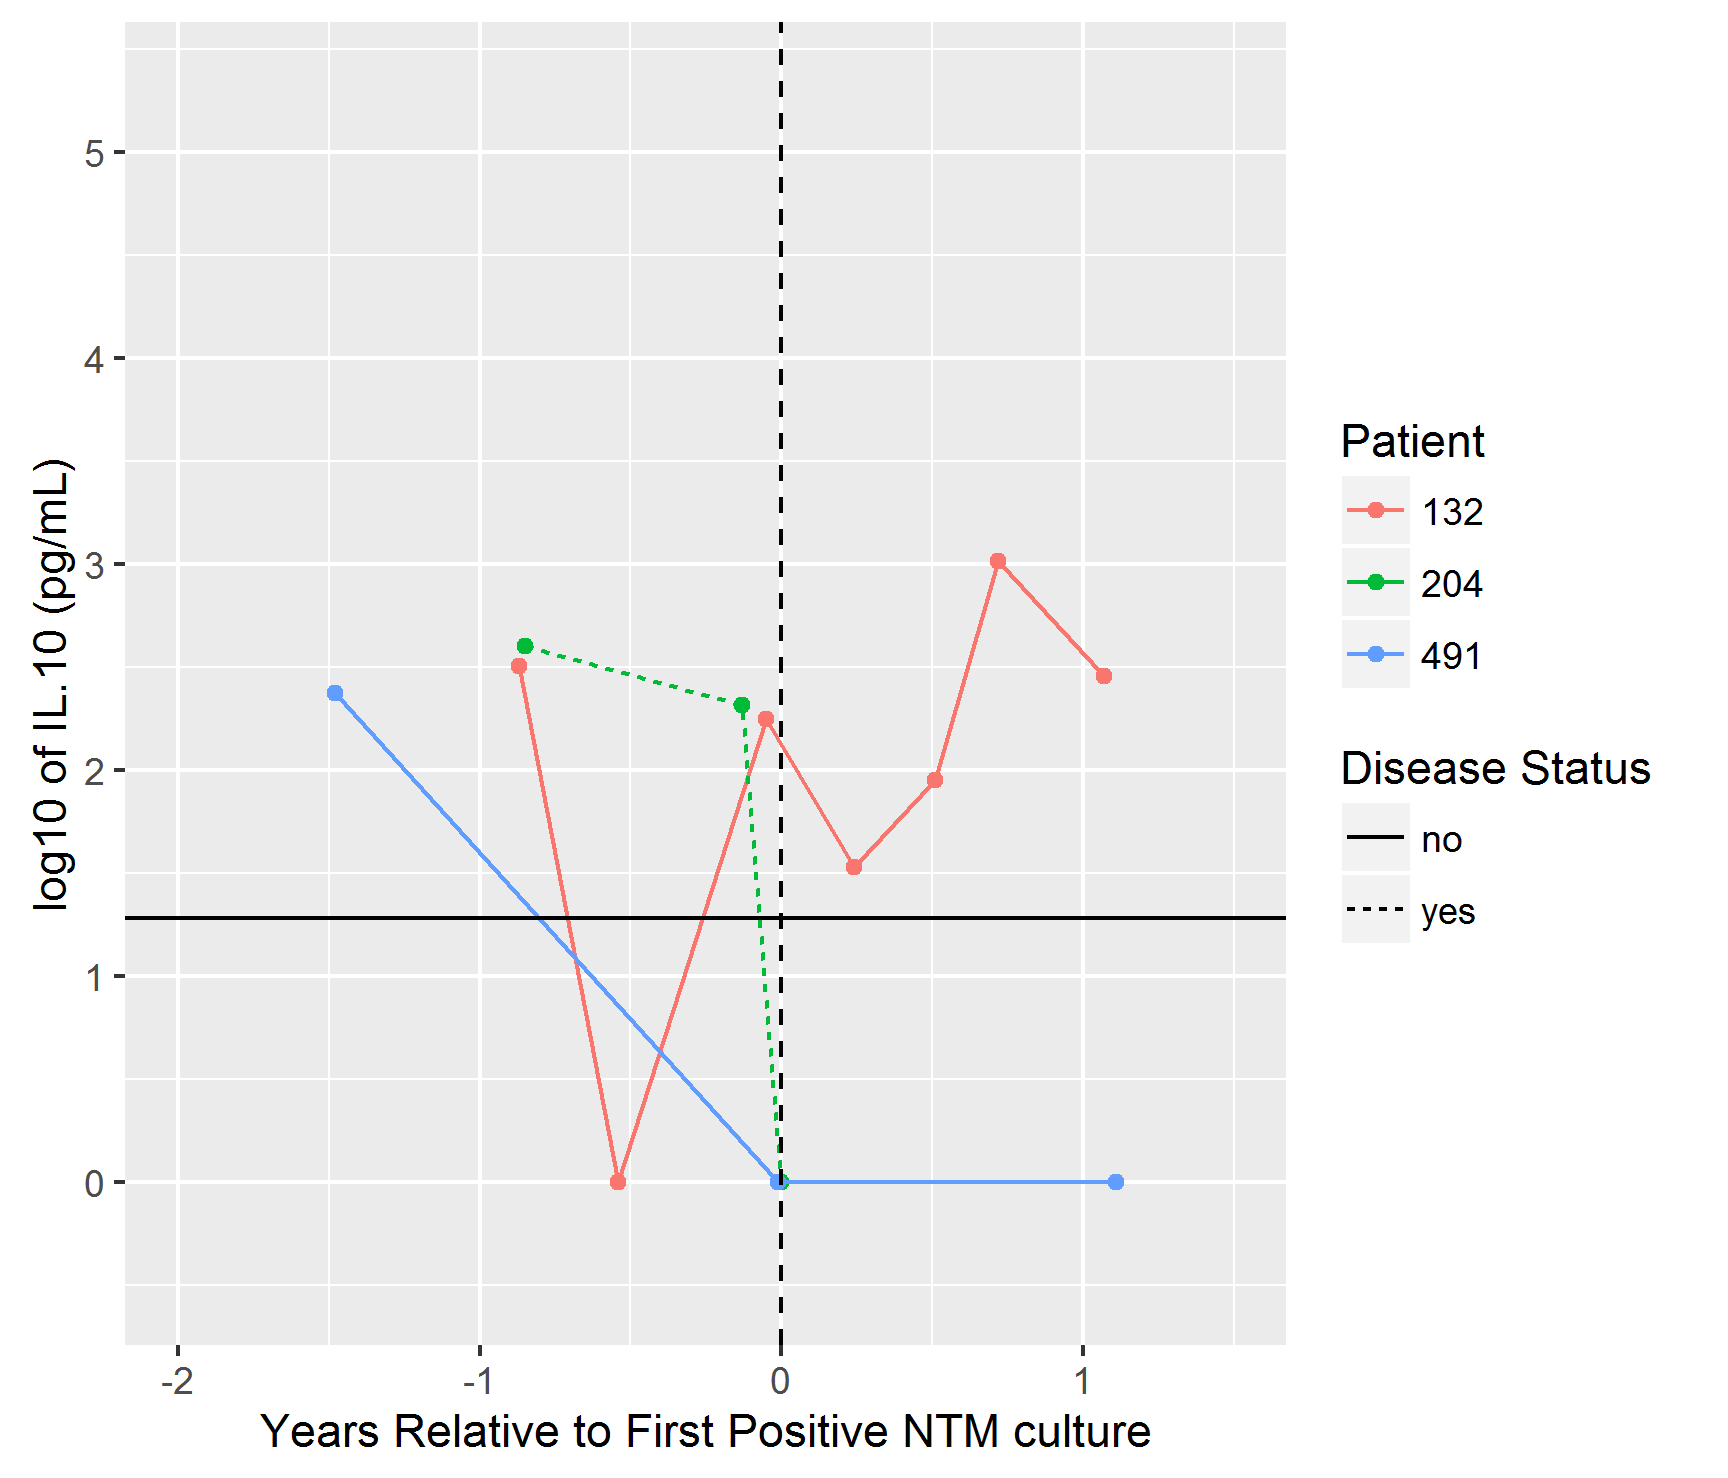 log10 of IL.10 (pg/mL)
5
4
3
2
1
0
-2
-1
0
1
Years Relative to First Positive NTM culture
Patient
132
204
491
Disease Status
no
yes